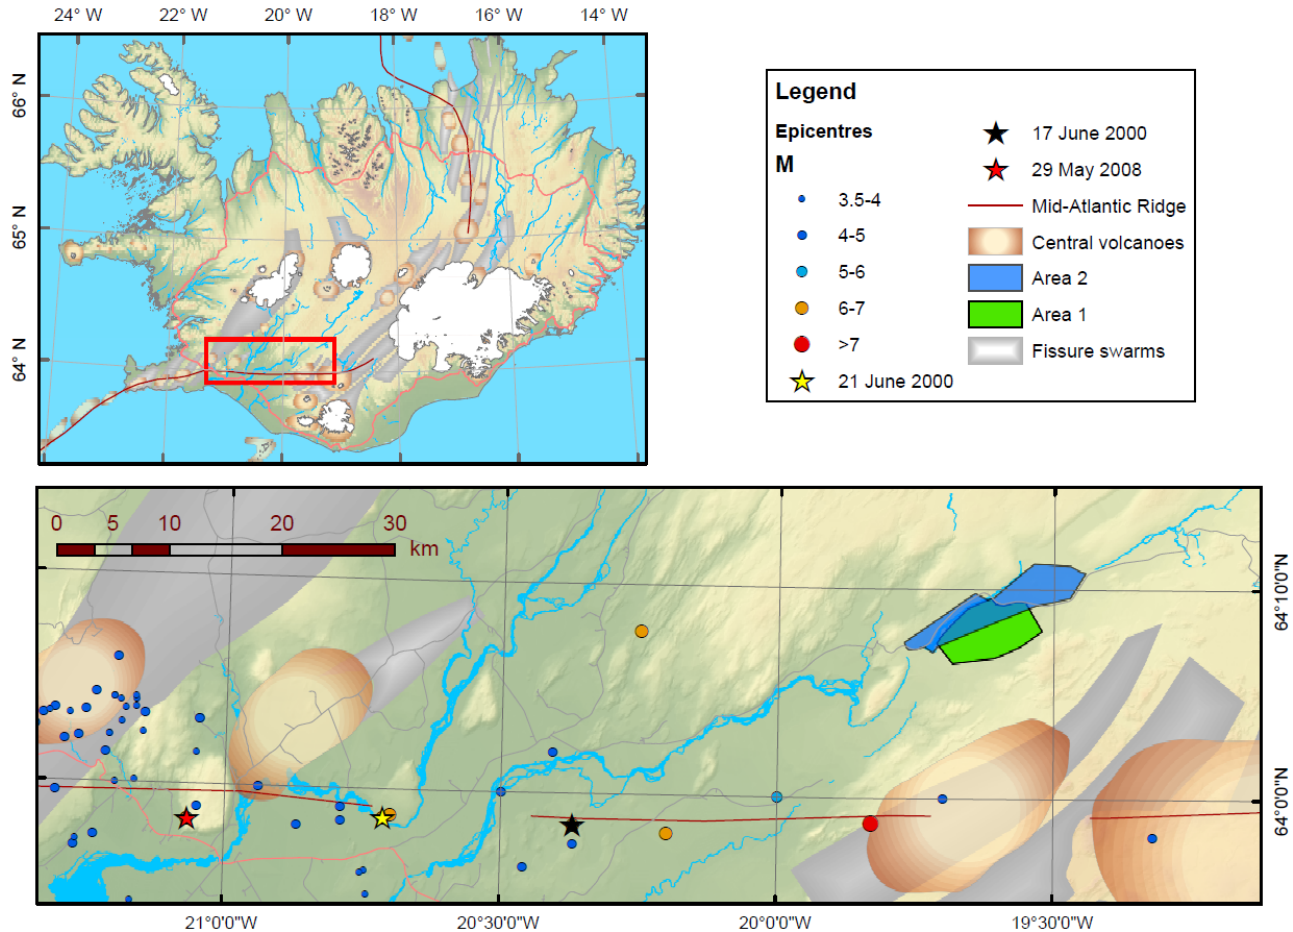 24° W 22° W 20° W 18° W 16° W 14° W
66° N
65° N
64° N
Legend
Epicentres
M
3.5-4
4-5
5-6
6-7
>7
21 June 2000
17 June 2000
29 May 2008
Mid-Atlantic Ridge
Central volcanoes
Area 2
Area 1
Fissure swarms
0 5 10 20 30
km
64°10'0"N
64°0'0"N
21°0'0"W 20°30'0"W 20°0'0"W 19°30'0"W